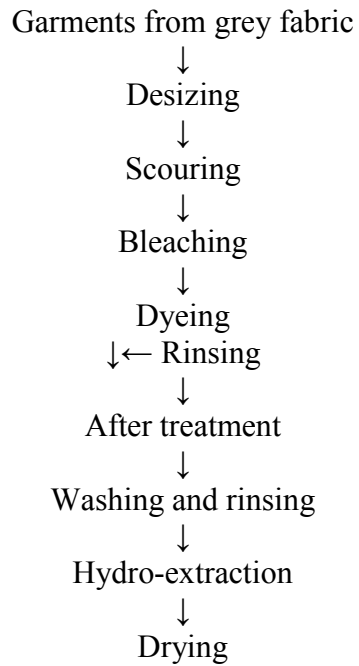 Garments from grey fabric
↓
Desizing
↓
Scouring
↓
Bleaching
↓
Dyeing
↓← Rinsing
↓
After treatment
↓
Washing and rinsing
↓
Hydro-extraction
↓
Drying